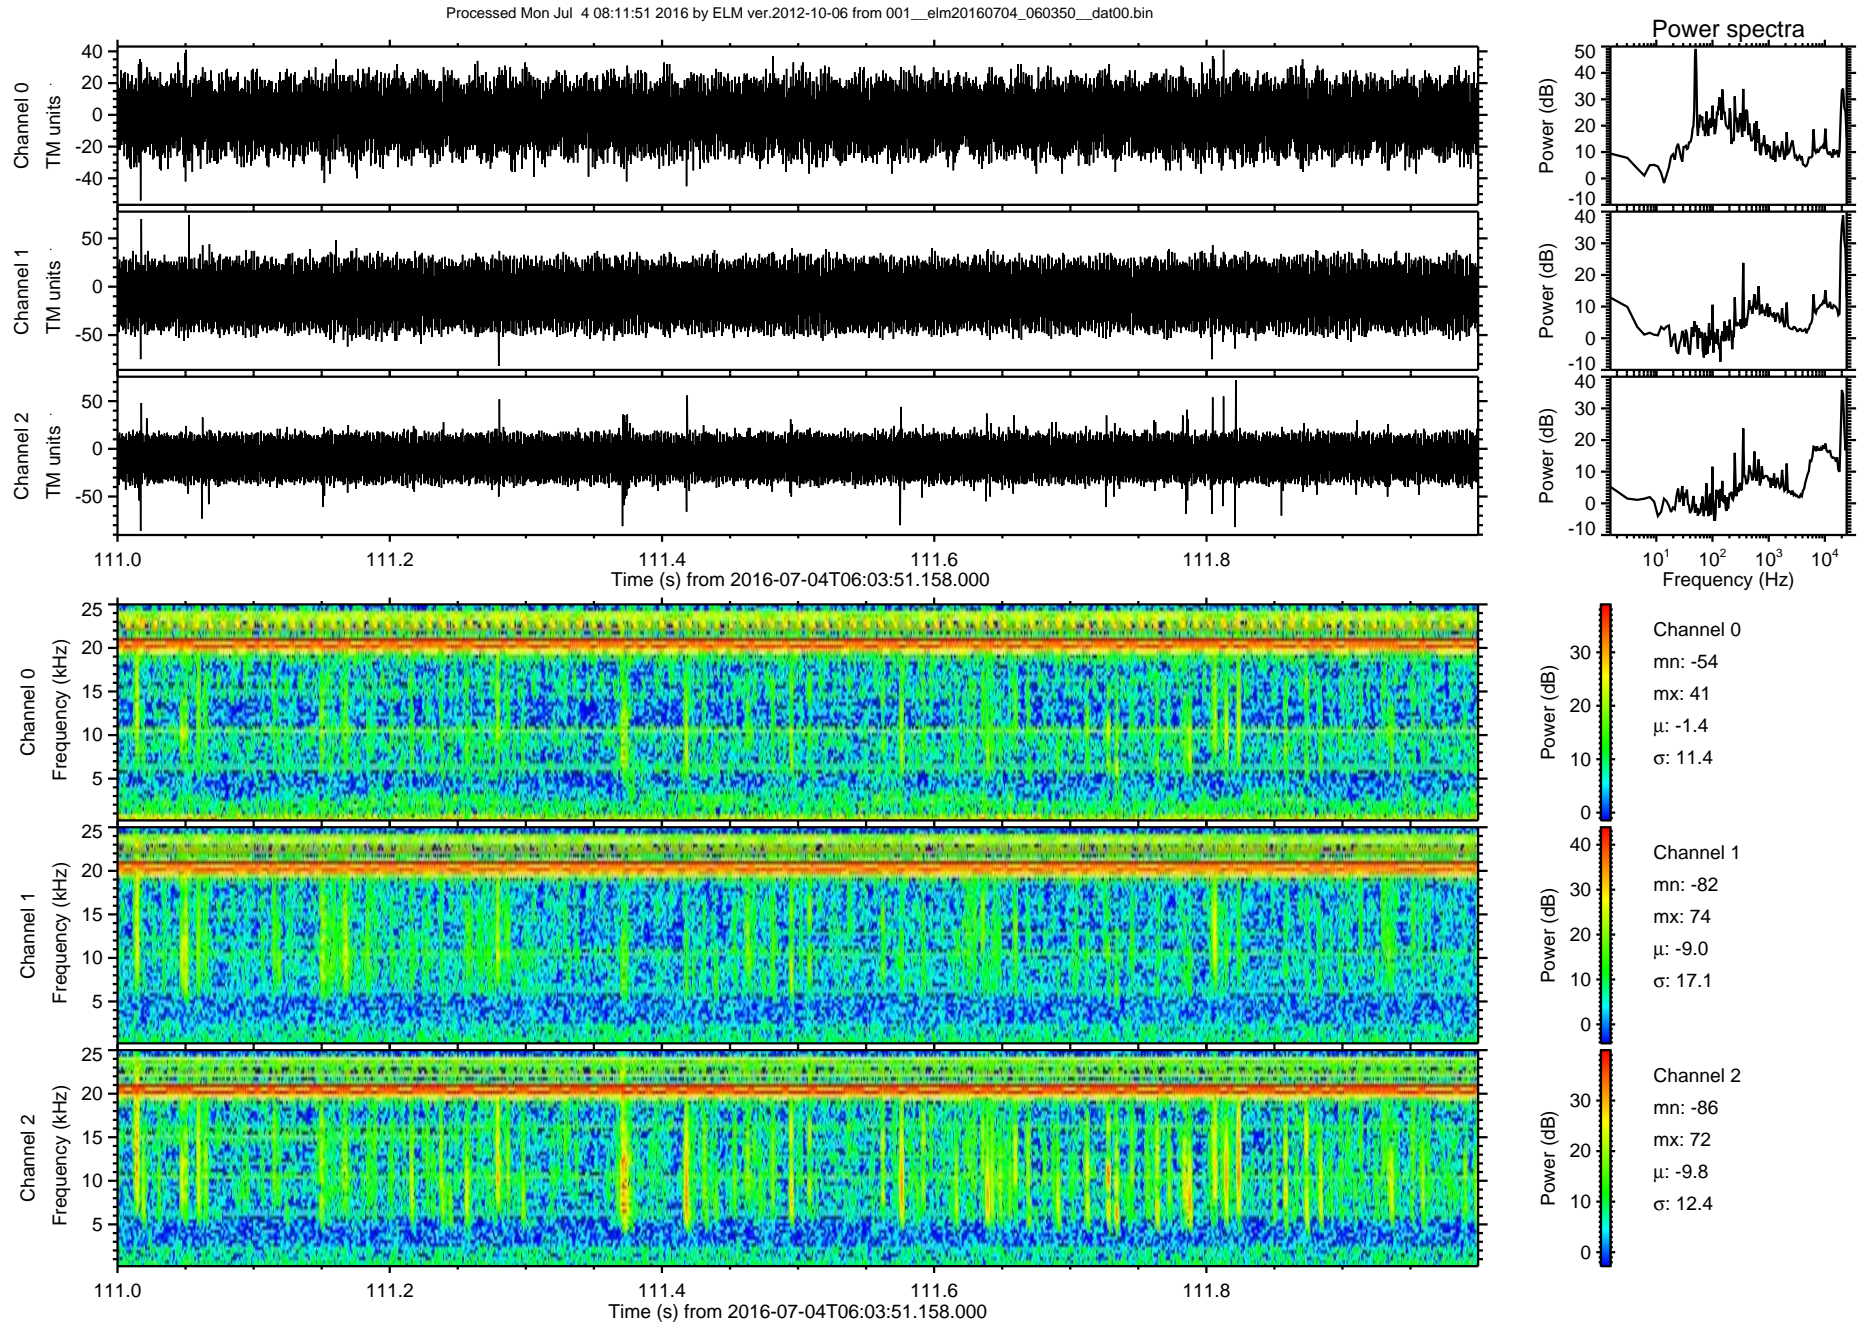 Processed Mon Jul  4 08:11:51 2016 by ELM ver.2012-10-06 from 001__elm20160704_060350__dat00.bin
Power spectra
Channel 0
TM units
40
20
0
-20
-40
Power (dB)
50
40
30
20
10
0
-10
Channel 1
TM units
50
0
-50
Power (dB)
40
30
20
10
0
-10
Channel 2
TM units
50
0
-50
Power (dB)
40
30
20
10
0
-10
111.0 111.2 111.4 111.6 111.8
Time (s) from 2016-07-04T06:03:51.158.000
10¹ 10² 10³ 10⁴
Frequency (Hz)
Channel 0
Frequency (kHz)
25
20
15
10
5
Power (dB)
30
20
10
0
Channel 0
mn: -54
mx: 41
μ: -1.4
σ: 11.4
Channel 1
Frequency (kHz)
25
20
15
10
5
Power (dB)
40
30
20
10
0
Channel 1
mn: -82
mx: 74
μ: -9.0
σ: 17.1
Channel 2
Frequency (kHz)
25
20
15
10
5
Power (dB)
30
20
10
0
Channel 2
mn: -86
mx: 72
μ: -9.8
σ: 12.4
111.0 111.2 111.4 111.6 111.8
Time (s) from 2016-07-04T06:03:51.158.000